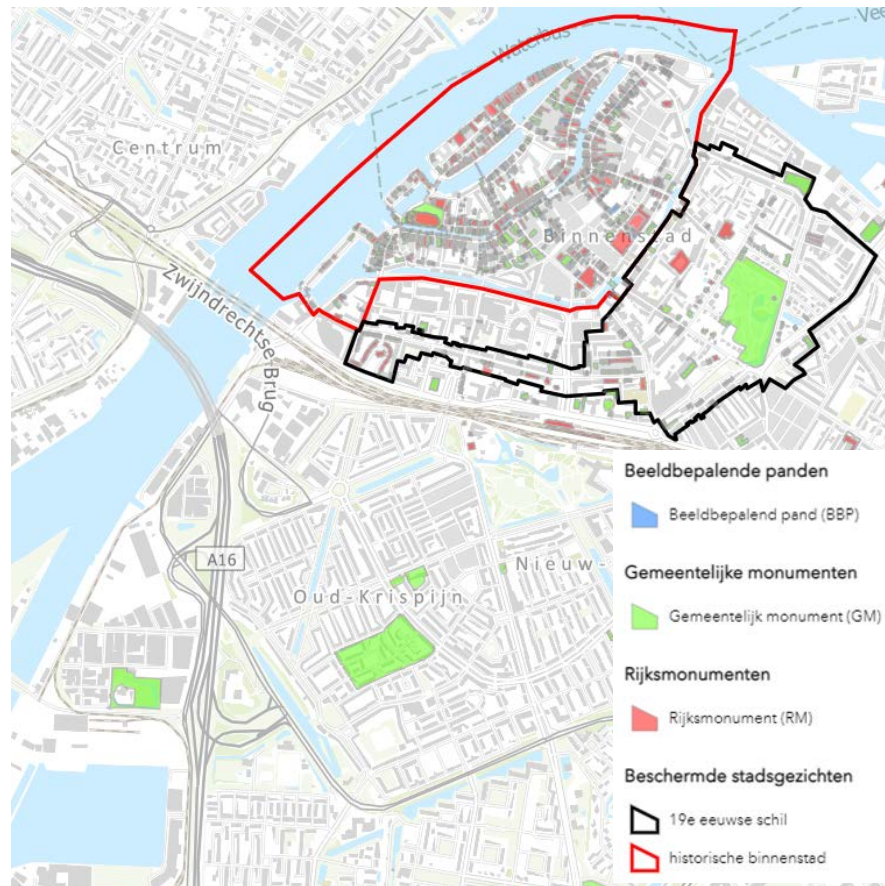 Waterbus
Vee
Centrum
Binnenstad
Zwijndrechtse Brug
A16
Nieuw-
Oud-Krispijn
Beeldbepalende panden
Beeldbepalend pand (BBP)
Gemeentelijke monumenten
Gemeentelijk monument (GM)
Rijksmonumenten
Rijksmonument (RM)
Beschermde stadsgezichten
19e eeuwse schil
historische binnenstad